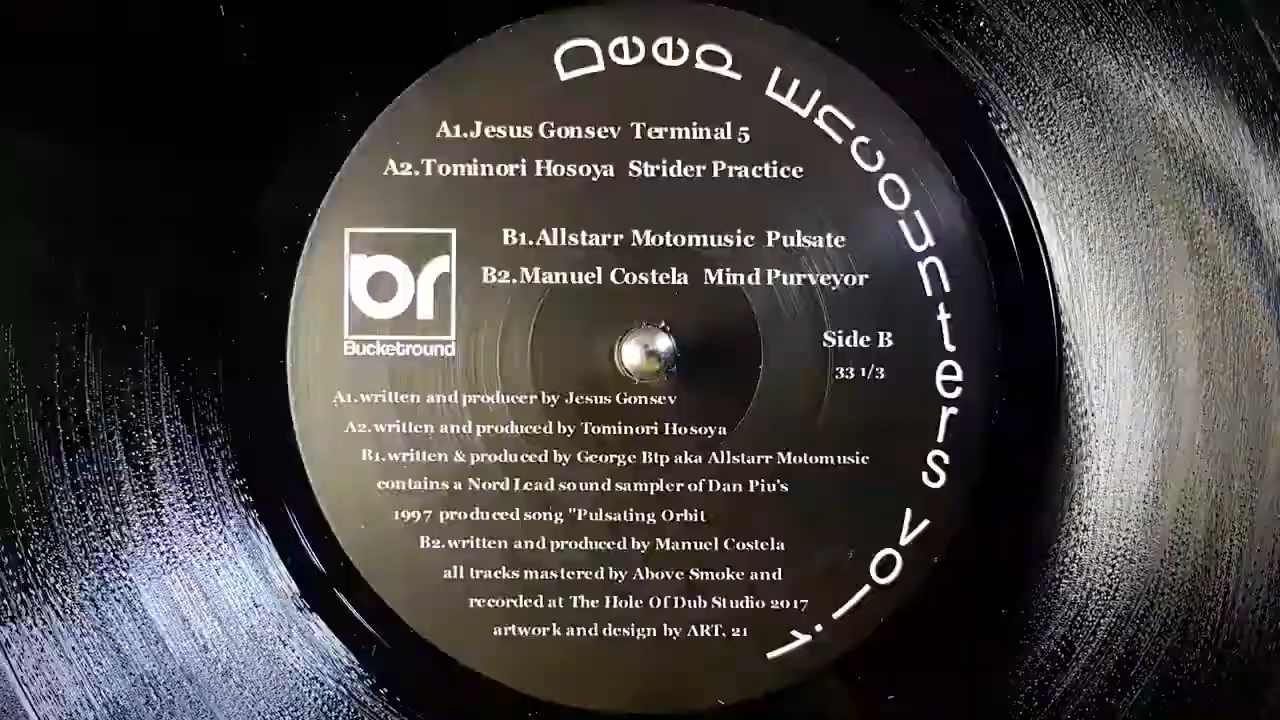 Deep Encounters vol.1
A1.Jesus Gonsev Terminal 5
A2.Tominori Hosoya Strider Practice
B1.Allstarr Motomusic Pulsate
B2.Manuel Costela Mind Purveyor
br
Bucketround
Side B
33 1/3
A1.written and producer by Jesus Gonsev
A2.written and produced by Tominori Hosoya
B1.written & produced by George Btp aka Allstarr Motomusic
contains a Nord Lead sound sampler of Dan Piu's
1997 produced song "Pulsating Orbit
B2.written and produced by Manuel Costela
all tracks mastered by Above Smoke and
recorded at The Hole Of Dub Studio 2017
artwork and design by ART. 21